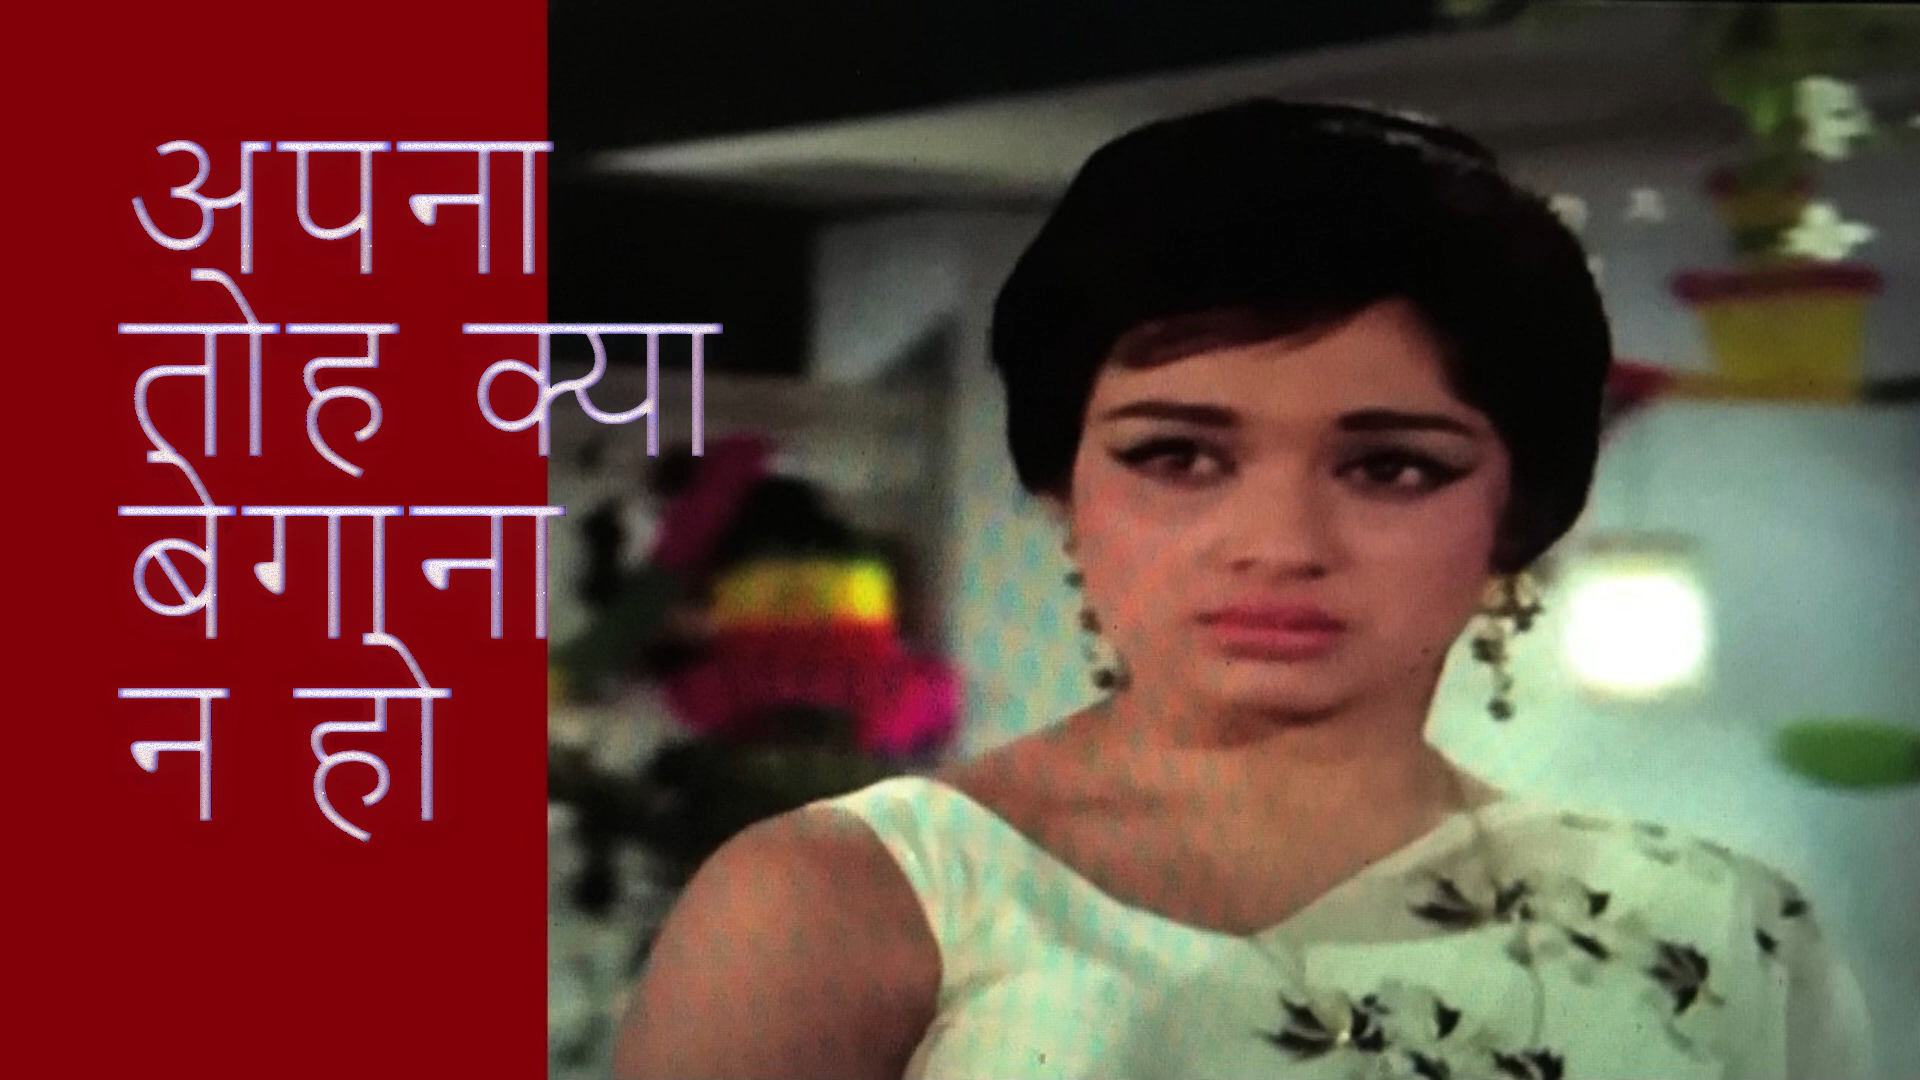 अपना
तोह क्या
बेगाना
न हो